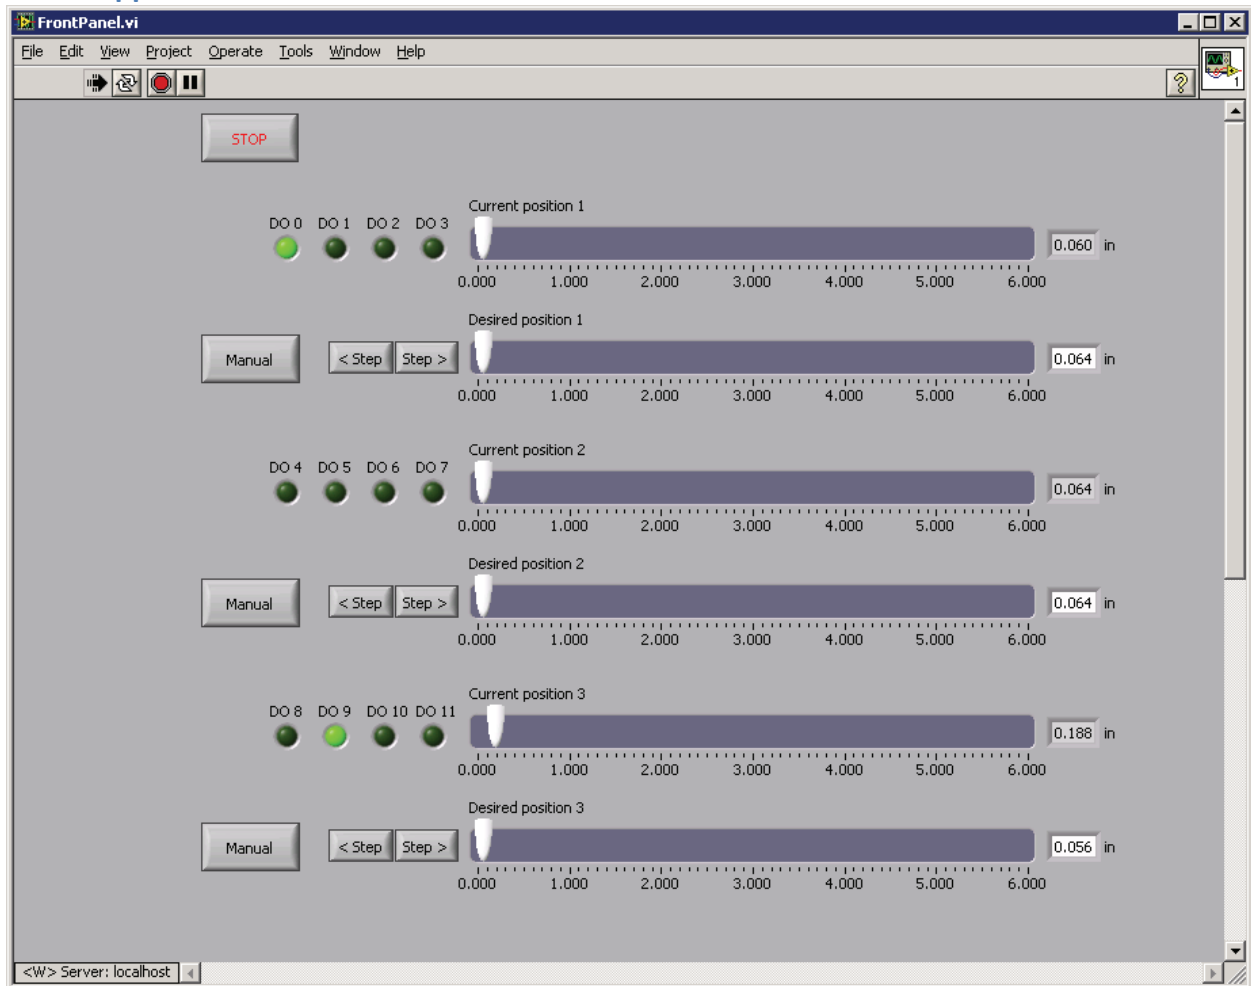 FrontPanel.vi
File Edit View Project Operate Tools Window Help
1
STOP
Current position 1
DO 0 DO 1 DO 2 DO 3
0.060 in
0.000 1.000 2.000 3.000 4.000 5.000 6.000
Desired position 1
Manual < Step Step > 0.064 in
0.000 1.000 2.000 3.000 4.000 5.000 6.000
Current position 2
DO 4 DO 5 DO 6 DO 7
0.064 in
0.000 1.000 2.000 3.000 4.000 5.000 6.000
Desired position 2
Manual < Step Step > 0.064 in
0.000 1.000 2.000 3.000 4.000 5.000 6.000
Current position 3
DO 8 DO 9 DO 10 DO 11
0.188 in
0.000 1.000 2.000 3.000 4.000 5.000 6.000
Desired position 3
Manual < Step Step > 0.056 in
0.000 1.000 2.000 3.000 4.000 5.000 6.000
<W> Server: localhost